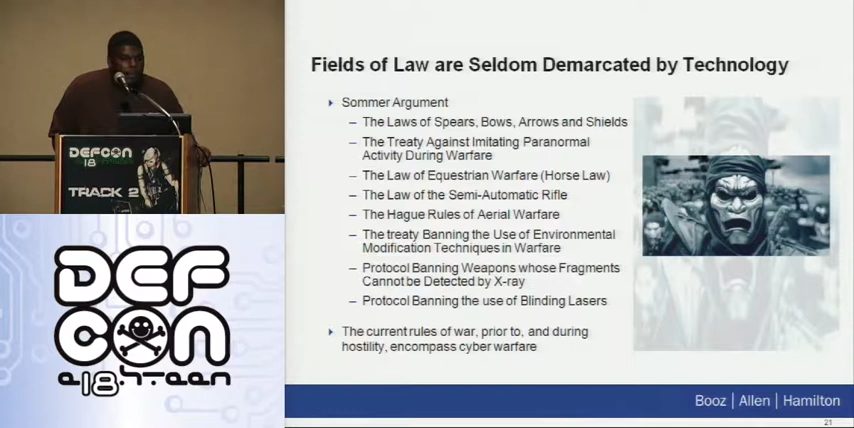 DEFCON
18
TRACK 2
DEF
CON
e18hteen
Fields of Law are Seldom Demarcated by Technology
Sommer Argument
– The Laws of Spears, Bows, Arrows and Shields
– The Treaty Against Imitating Paranormal
Activity During Warfare
– The Law of Equestrian Warfare (Horse Law)
– The Law of the Semi-Automatic Rifle
– The Hague Rules of Aerial Warfare
– The treaty Banning the Use of Environmental
Modification Techniques in Warfare
– Protocol Banning Weapons whose Fragments
Cannot be Detected by X-ray
– Protocol Banning the use of Blinding Lasers
The current rules of war, prior to, and during
hostility, encompass cyber warfare
Booz | Allen | Hamilton
21